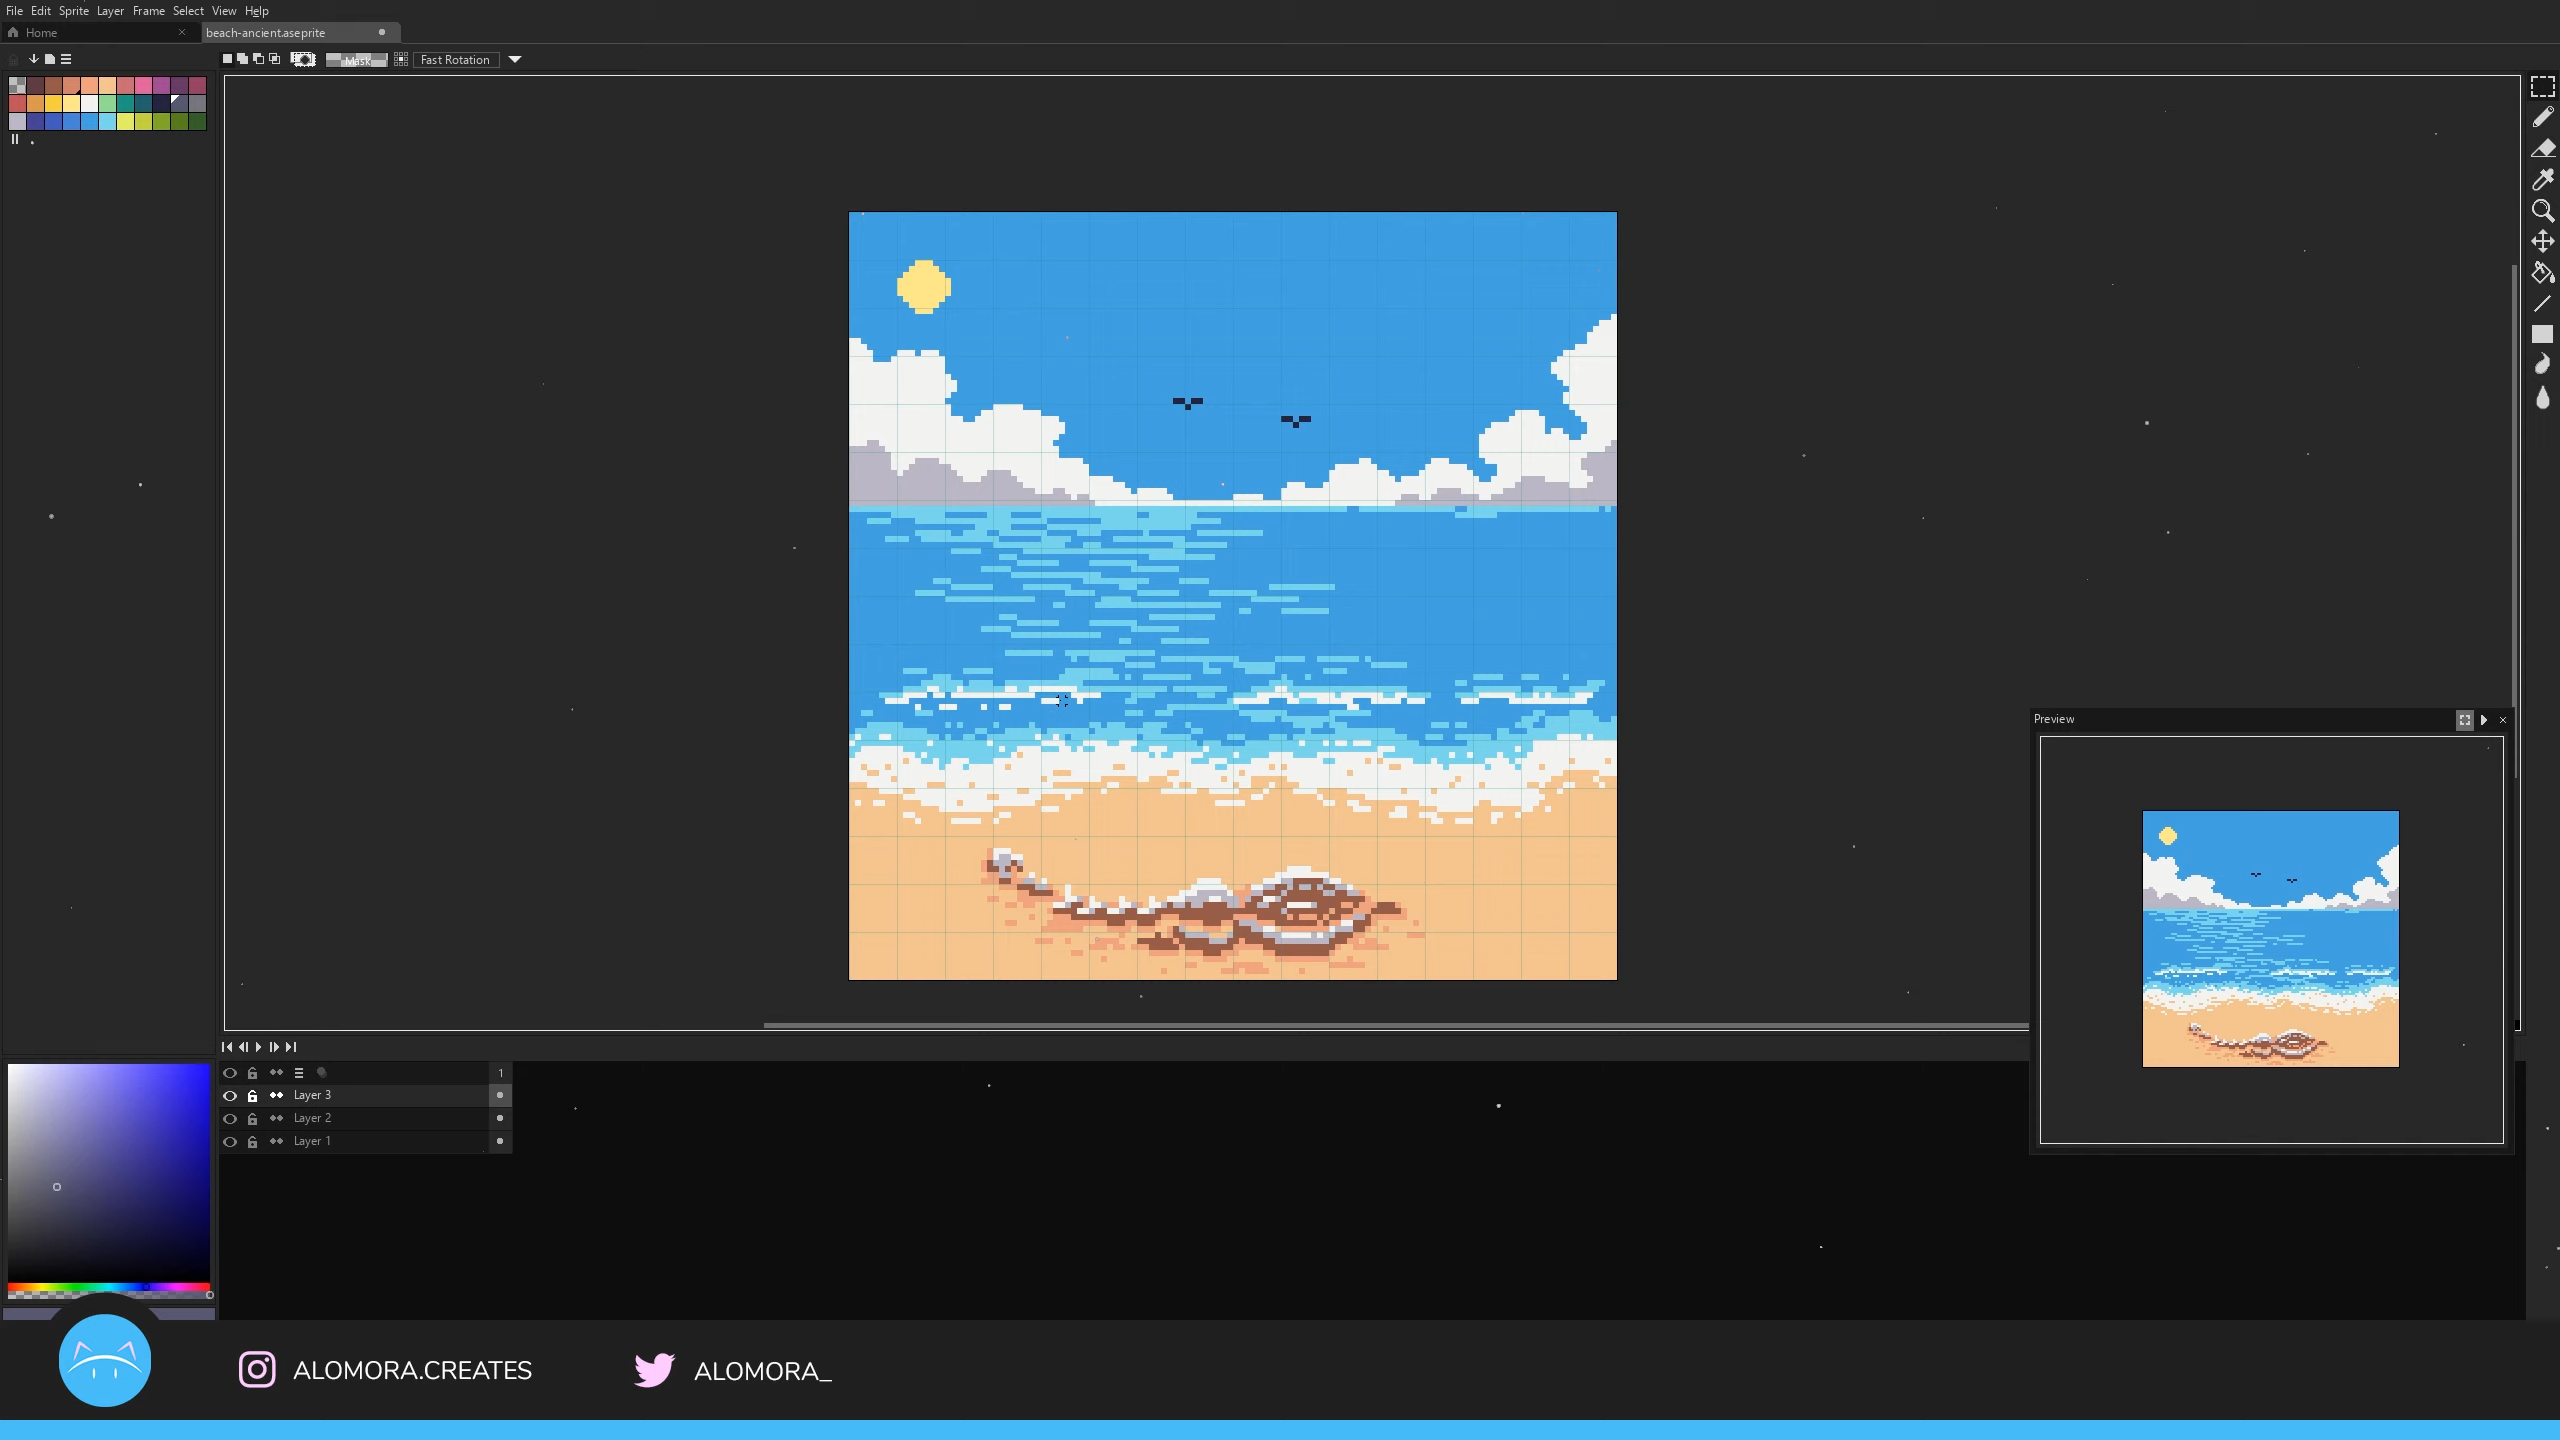 File Edit Sprite Layer Frame Select View Help
Home
beach-ancient.aseprite
Mask
Fast Rotation
Preview
1
Layer 3
Layer 2
Layer 1
ALOMORA.CREATES
ALOMORA_